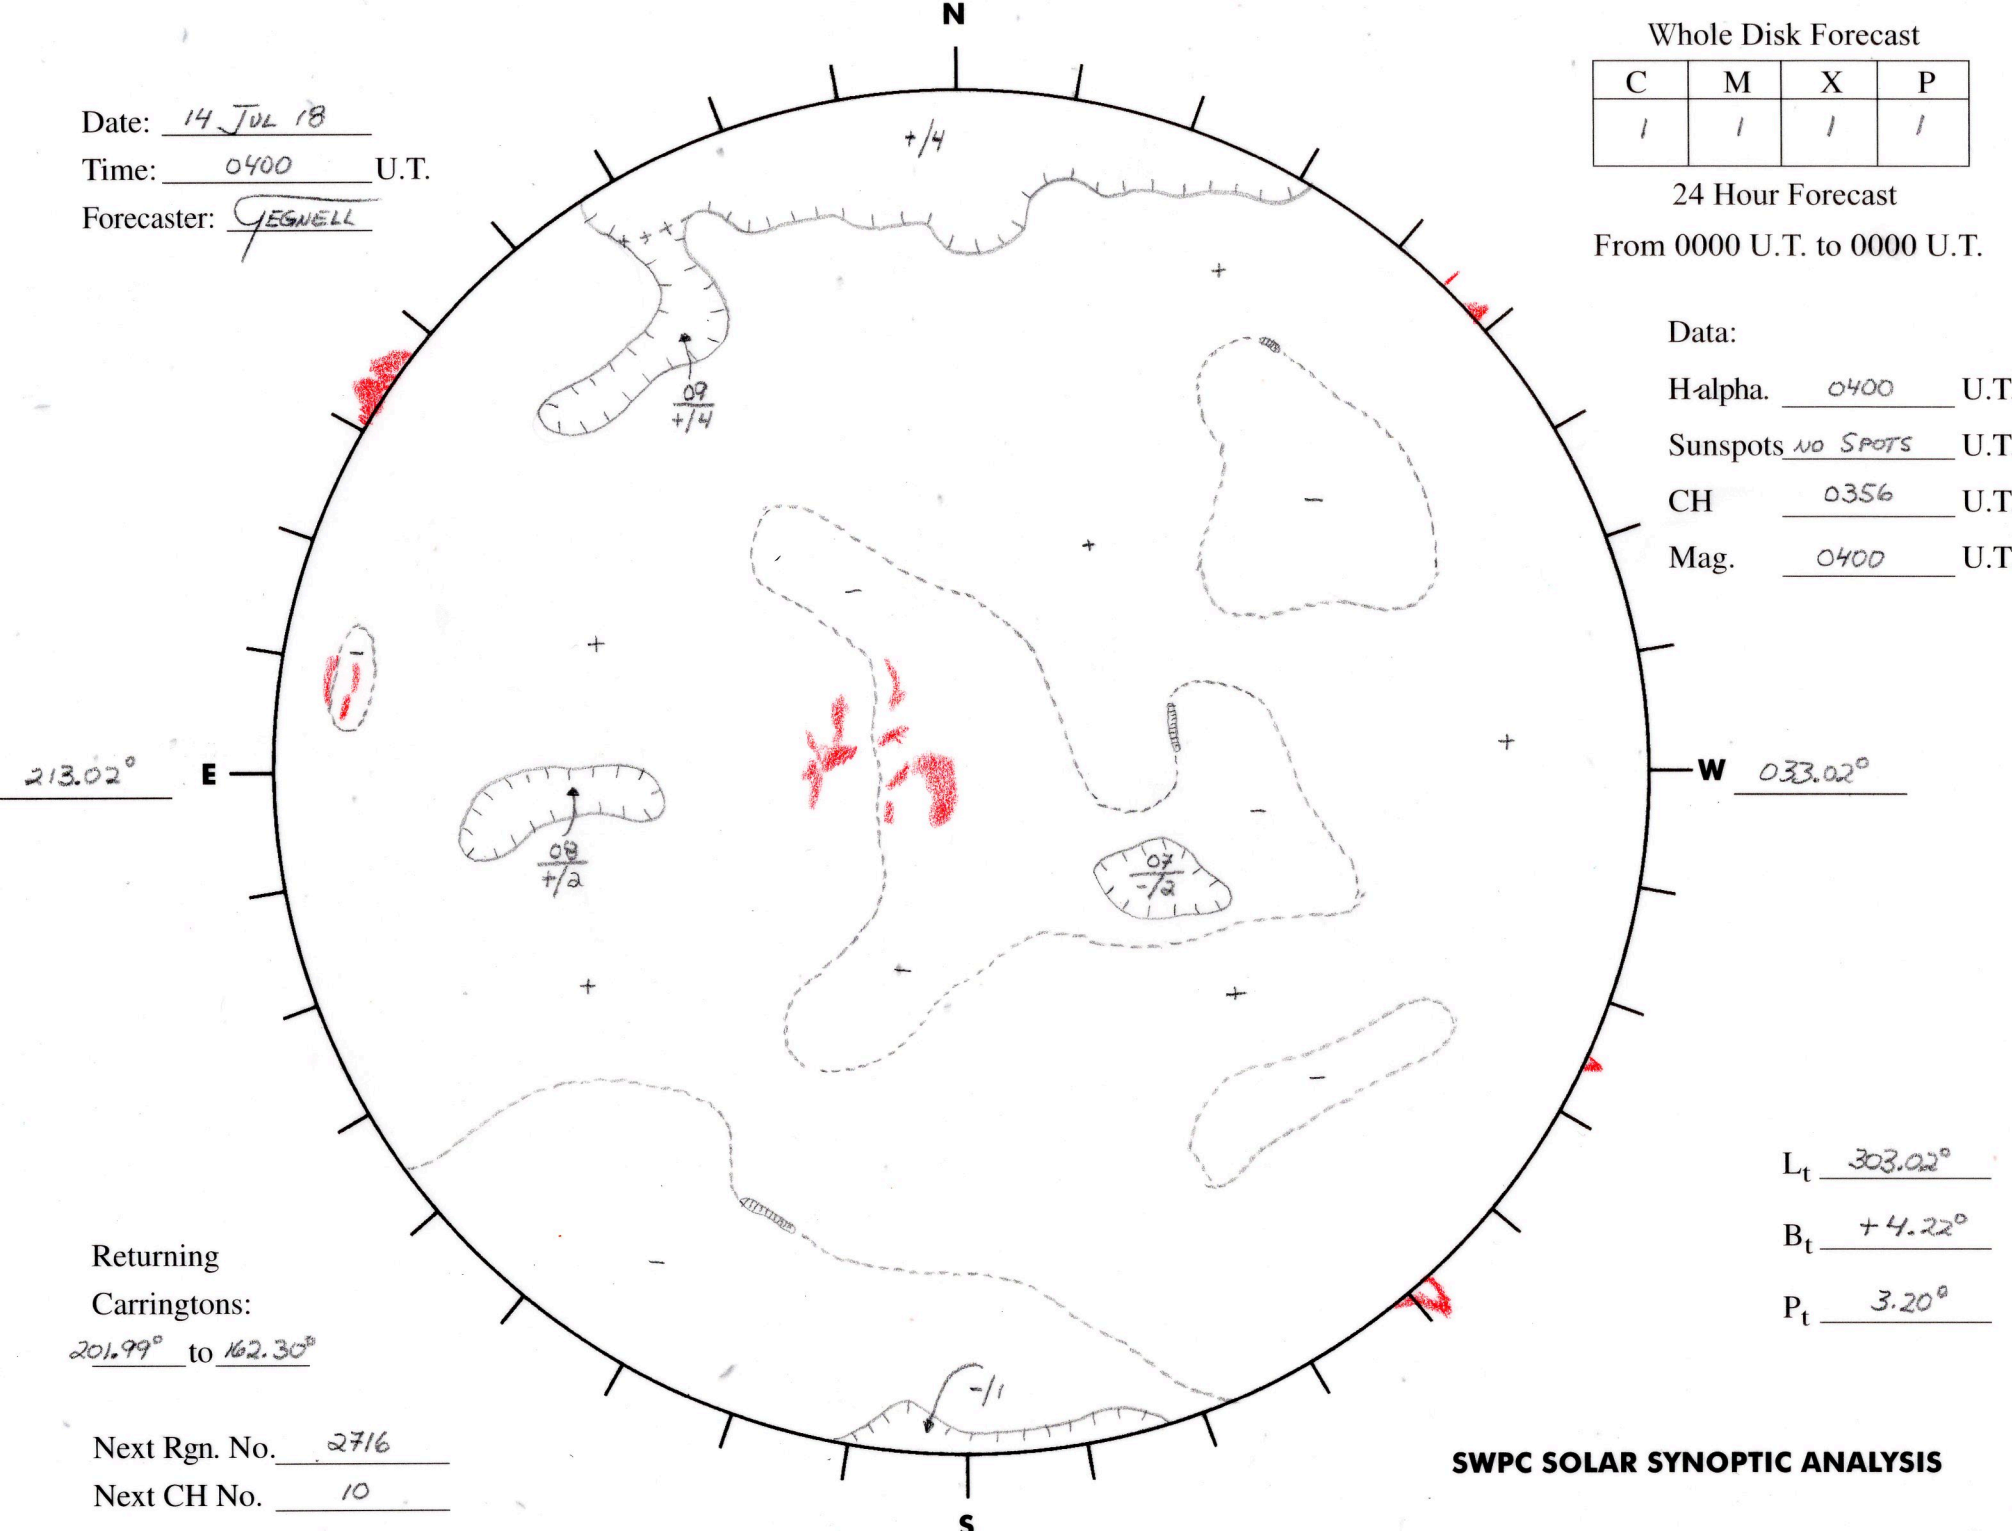 N
Date: 14 JUL 18
Time: 0400 U.T.
Forecaster: GEGNELL
Whole Disk Forecast
C M X P
1 1 1 1
24 Hour Forecast
From 0000 U.T. to 0000 U.T.
Data:
H-alpha. 0400 U.T.
Sunspots NO SPOTS U.T
CH 0356 U.T
Mag. 0400 U.T
+/4
+ + +
+
09
+/4
-
+
-
-
+
+
213.02° E
W 033.02°
-
08
+/2
07
-/2
+
-
+
-
-
-/1
Lt 303.02°
Bt +4.22°
Pt 3.20°
Returning
Carringtons:
201.99° to 162.30°
Next Rgn. No. 2716
Next CH No. 10
SWPC SOLAR SYNOPTIC ANALYSIS
S